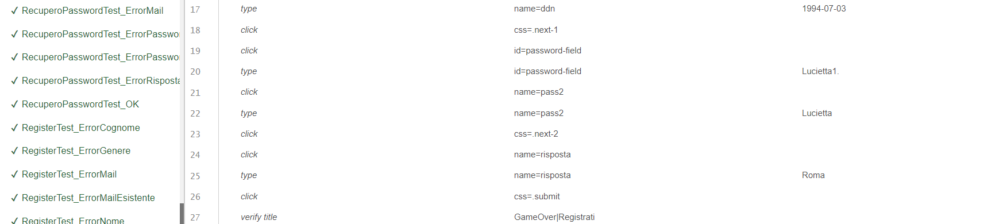 ✓ RecuperoPasswordTest_ErrorMail
✓ RecuperoPasswordTest_ErrorPasswo
✓ RecuperoPasswordTest_ErrorPasswo
✓ RecuperoPasswordTest_ErrorRisposta
✓ RecuperoPasswordTest_OK
✓ RegisterTest_ErrorCognome
✓ RegisterTest_ErrorGenere
✓ RegisterTest_ErrorMail
✓ RegisterTest_ErrorMailEsistente
✓ RegisterTest_ErrorNome
17 type name=ddn 1994-07-03
18 click css=.next-1
19 click id=password-field
20 type id=password-field Lucietta1.
21 click name=pass2
22 type name=pass2 Lucietta
23 click css=.next-2
24 click name=risposta
25 type name=risposta Roma
26 click css=.submit
27 verify title GameOver|Registrati